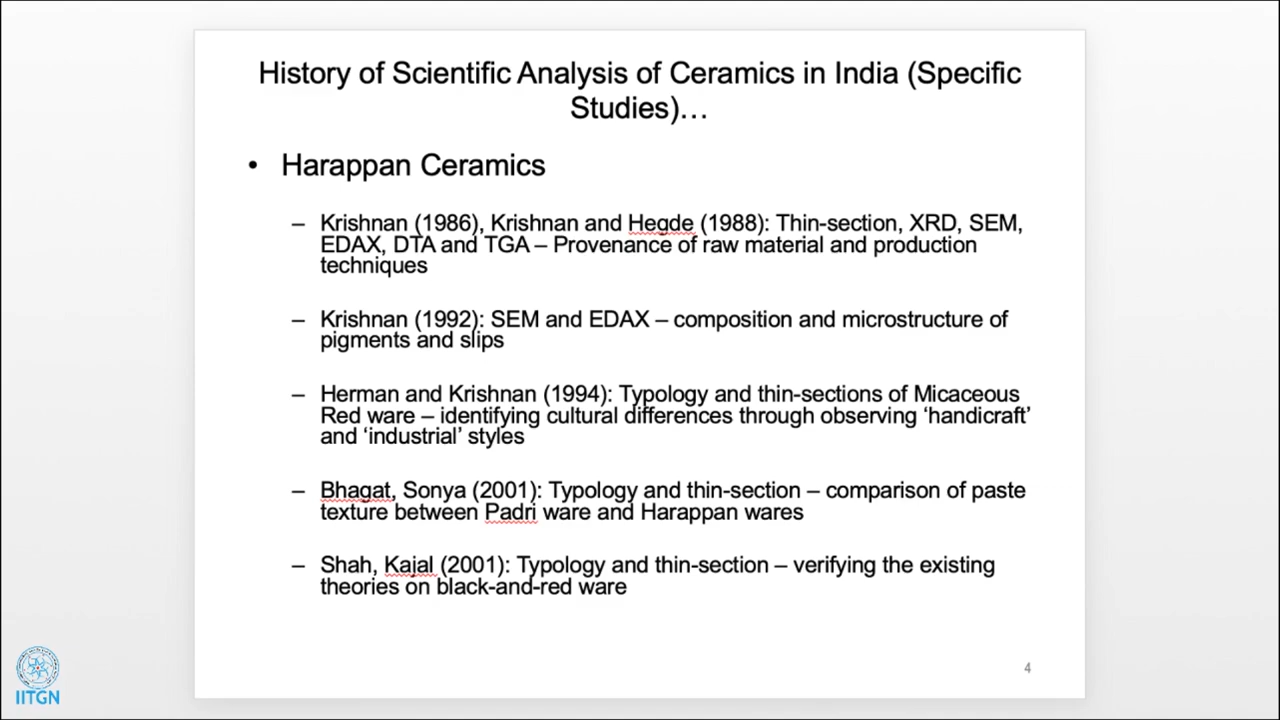 History of Scientific Analysis of Ceramics in India (Specific
Studies)…
• Harappan Ceramics
– Krishnan (1986), Krishnan and Hegde (1988): Thin-section, XRD, SEM,
EDAX, DTA and TGA – Provenance of raw material and production
techniques
– Krishnan (1992): SEM and EDAX – composition and microstructure of
pigments and slips
– Herman and Krishnan (1994): Typology and thin-sections of Micaceous
Red ware – identifying cultural differences through observing ‘handicraft’
and ‘industrial’ styles
– Bhagat, Sonya (2001): Typology and thin-section – comparison of paste
texture between Padri ware and Harappan wares
– Shah, Kajal (2001): Typology and thin-section – verifying the existing
theories on black-and-red ware
4
IITGN